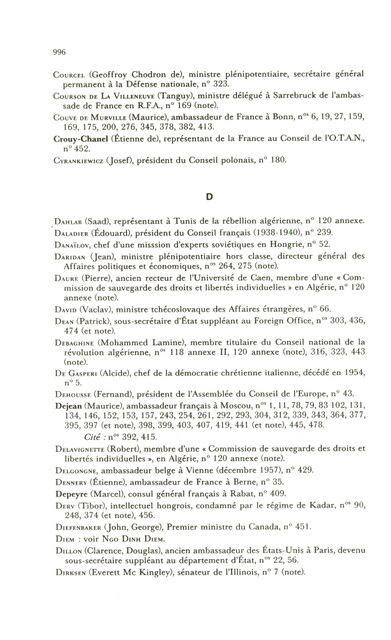 996
COURCEL (Geoffroy Chodron de), ministre plénipotentiaire, secrétaire général
permanent à la Défense nationale, n° 323.
COURSON DE LA VILLENEUVE (Tanguy), ministre délégué à Sarrebruck de l'ambas-
sade de France en R.F.A., n° 169 (note).
COUVE DE MURVILLE (Maurice), ambassadeur de France à Bonn, nos 6, 19, 27, 159,
169, 175, 200, 276, 345, 378, 382, 413.
Crouy-Chanel (Étienne de), représentant de la France au Conseil de l'O.T.A.N.,
n° 452.
CYRANKIEWICZ (Josef), président du Conseil polonais, n° 180.
D
DAHLAB (Saad), représentant à Tunis de la rébellion algérienne, n° 120 annexe.
DALADIER (Édouard), président du Conseil français (1938-1940), n° 239.
DANAÏLOV, chef d'une misssion d'experts soviétiques en Hongrie, n° 52.
DARIDAN (Jean), ministre plénipotentiaire hors classe, directeur général des
Affaires politiques et économiques, nos 264, 275 (note).
DAURE (Pierre), ancien recteur de l'Université de Caen, membre d'une « Com-
mission de sauvegarde des droits et libertés individuelles » en Algérie, n° 120
annexe (note).
DAVID (Vaclav), ministre tchécoslovaque des Affaires étrangères, n° 66.
DEAN (Patrick), sous-secrétaire d'État suppléant au Foreign Office, nos 303, 436,
474 (et note).
DEBAGHINE (Mohammed Lamine), membre titulaire du Conseil national de la
révolution algérienne, nos 118 annexe II, 120 annexe (note), 316, 323, 443
(note).
DE GASPERI (Alcide), chef de la démocratie chrétienne italienne, décédé en 1954,
n° 5.
DEHOUSSE (Fernand), président de l'Assemblée du Conseil de l'Europe, n° 43.
Dejean (Maurice), ambassadeur français à Moscou, nos 1, 11, 78, 79, 83 102, 131,
134, 146, 152, 153, 157, 243, 254, 261, 292, 293, 304, 312, 339, 343, 364, 377,
395, 397 (et note), 398, 399, 403, 407, 419, 441 (et note), 445, 478.
Cité : nos 392, 415.
DELAVIGNETTE (Robert), membre d'une « Commission de sauvegarde des droits et
libertés individuelles », en Algérie, n° 120 annexe (note).
DELGONGNE, ambassadeur belge à Vienne (décembre 1957), n° 429.
DENNERY (Étienne), ambassadeur de France à Berne, n° 35.
Depeyre (Marcel), consul général français à Rabat, n° 409.
DERY (Tibor), intellectuel hongrois, condamné par le régime de Kadar, nos 90,
248, 374 (et note), 456.
DIEFENBAKER (John, George), Premier ministre du Canada, n° 451.
DIEM : voir NGO DINH DIEM.
DILLON (Clarence, Douglas), ancien ambassadeur des États-Unis à Paris, devenu
sous-secrétaire suppléant au département d'État, nos 22, 56.
DIRKSEN (Everett Mc Kingley), sénateur de l'Illinois, n° 7 (note).